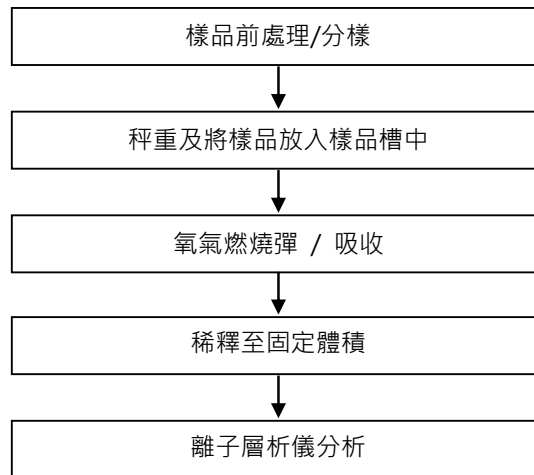 樣品前處理/分樣
秤重及將樣品放入樣品槽中
氧氣燃燒彈 / 吸收
稀釋至固定體積
離子層析儀分析